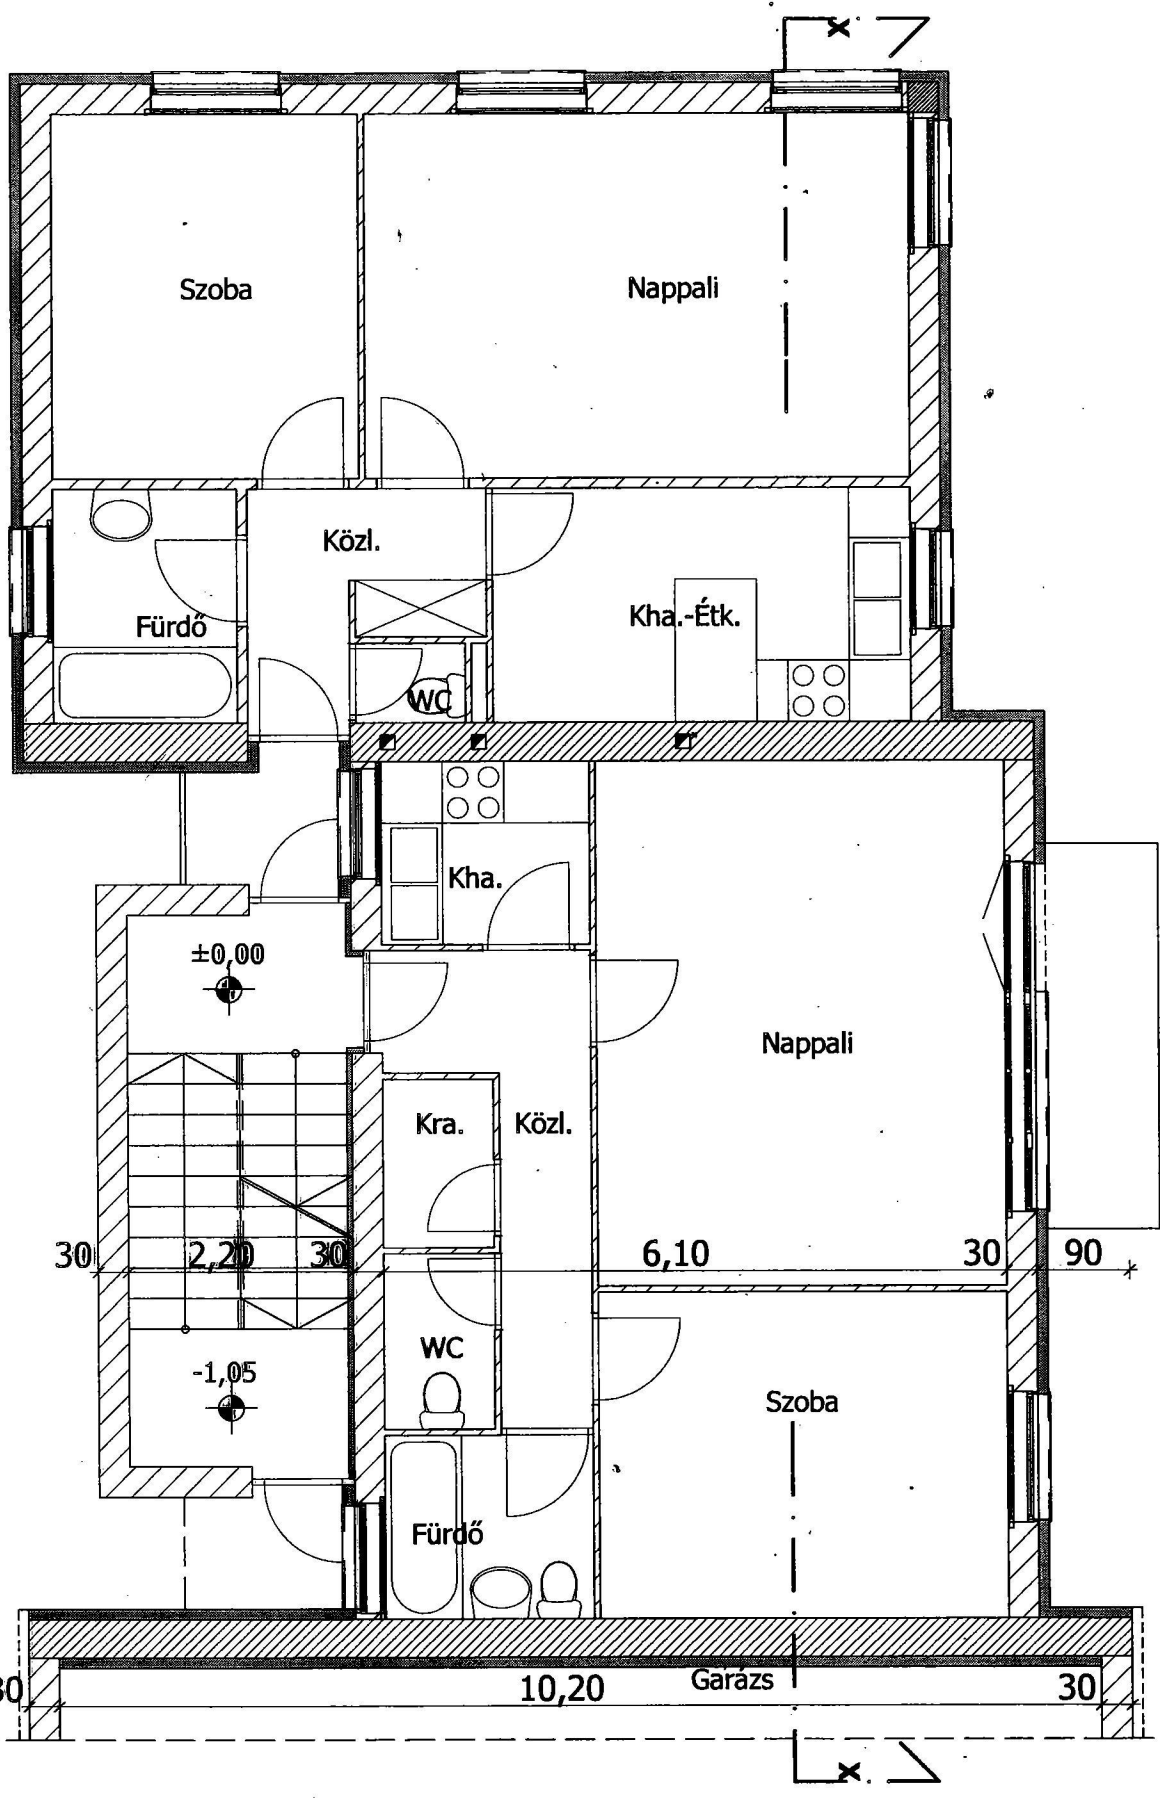 x
Szoba
Nappali
Közl.
Fürdő
Kha.-Étk.
WC
Kha.
±0,00
Nappali
Kra.
Közl.
30
2,20
30
6,10
30
90
WC
-1,05
Szoba
Fürdő
Garázs
30
10,20
30
x